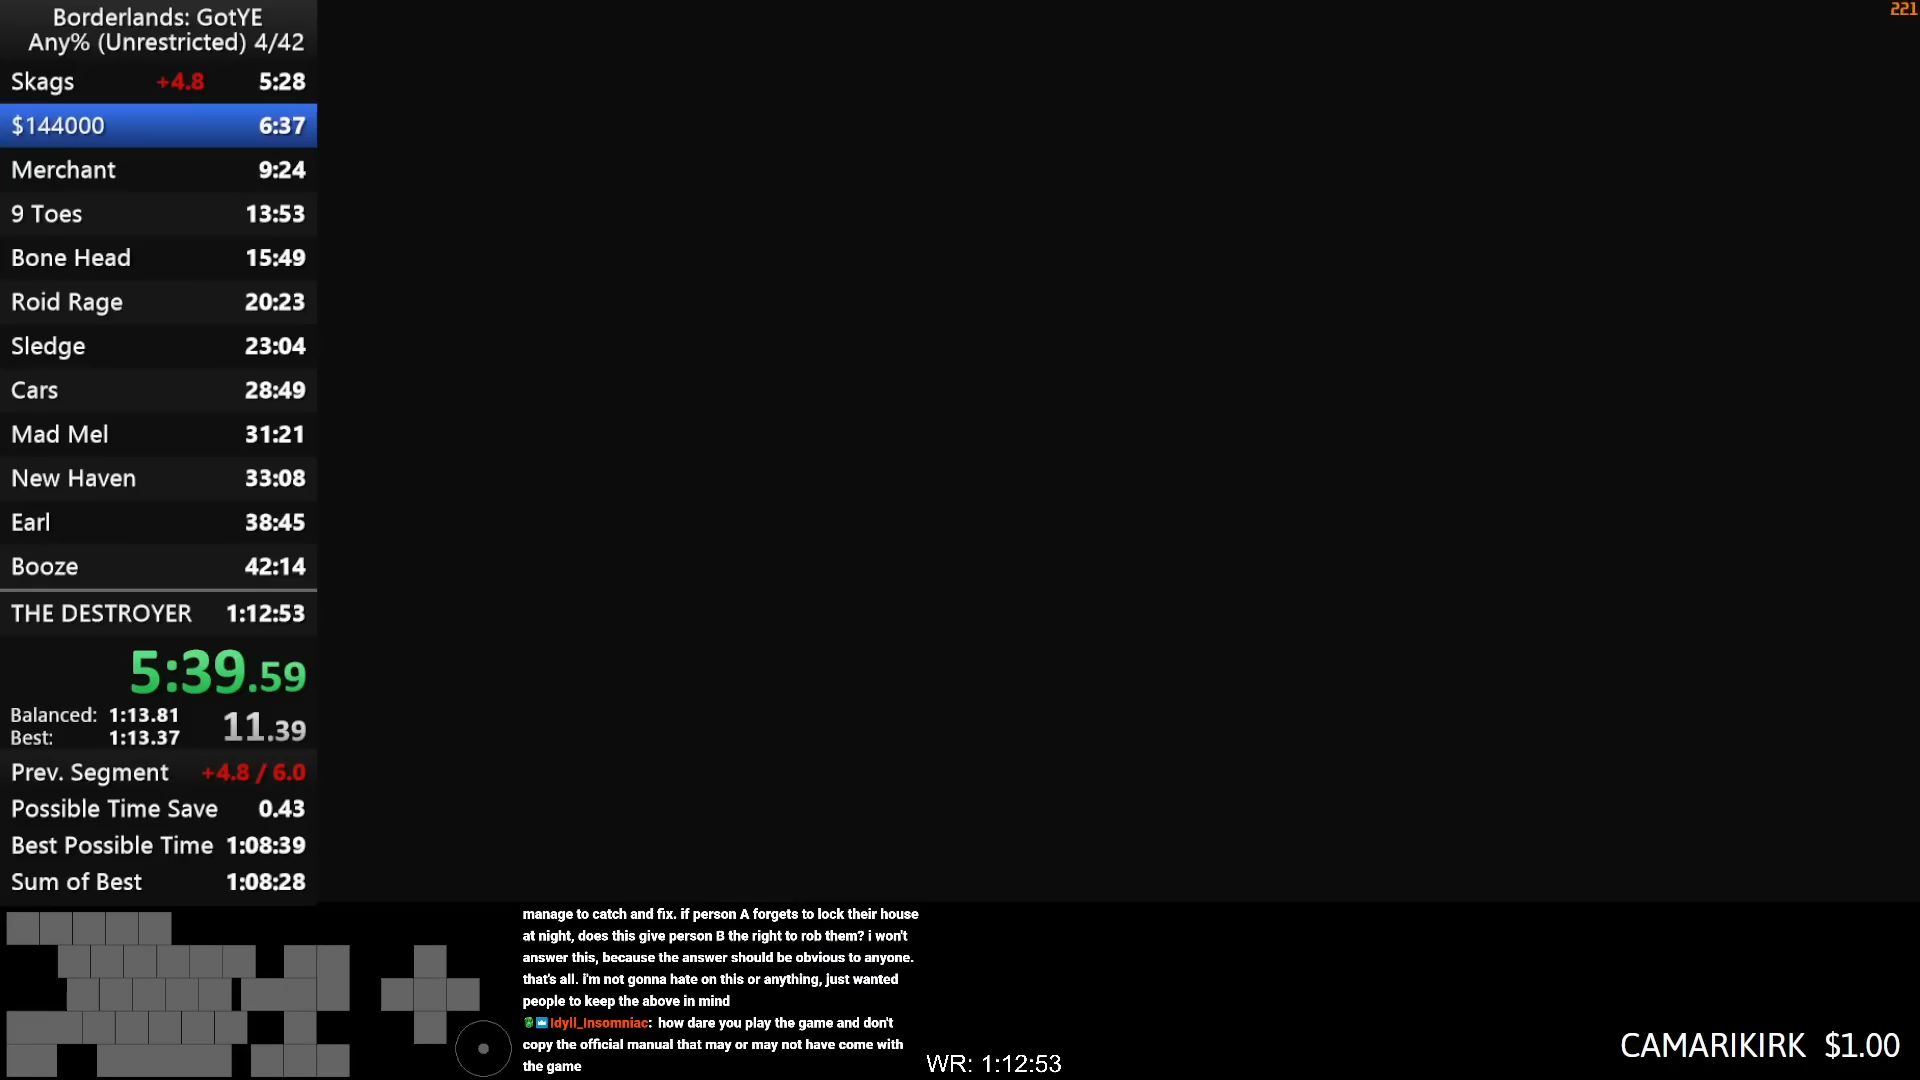 Borderlands: GotYE
Any% (Unrestricted) 4/42
Skags +4.8 5:28
$144000 6:37
Merchant 9:24
9 Toes 13:53
Bone Head 15:49
Roid Rage 20:23
Sledge 23:04
Cars 28:49
Mad Mel 31:21
New Haven 33:08
Earl 38:45
Booze 42:14
THE DESTROYER 1:12:53
5:39.59
Balanced: 1:13.81
Best: 1:13.37
11.39
Prev. Segment +4.8 / 6.0
Possible Time Save 0.43
Best Possible Time 1:08:39
Sum of Best 1:08:28
221
manage to catch and fix. if person A forgets to lock their house
at night, does this give person B the right to rob them? i won't
answer this, because the answer should be obvious to anyone.
that's all. i'm not gonna hate on this or anything, just wanted
people to keep the above in mind
Idyll_Insomniac: how dare you play the game and don't
copy the official manual that may or may not have come with
the game
WR: 1:12:53
CAMARIKIRK $1.00